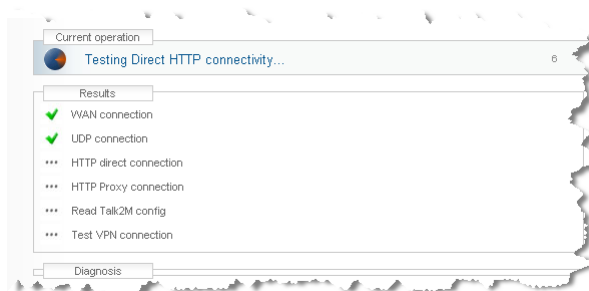 Current operation
Testing Direct HTTP connectivity... 6
Results
WAN connection
UDP connection
HTTP direct connection
HTTP Proxy connection
Read Talk2M config
Test VPN connection
Diagnosis